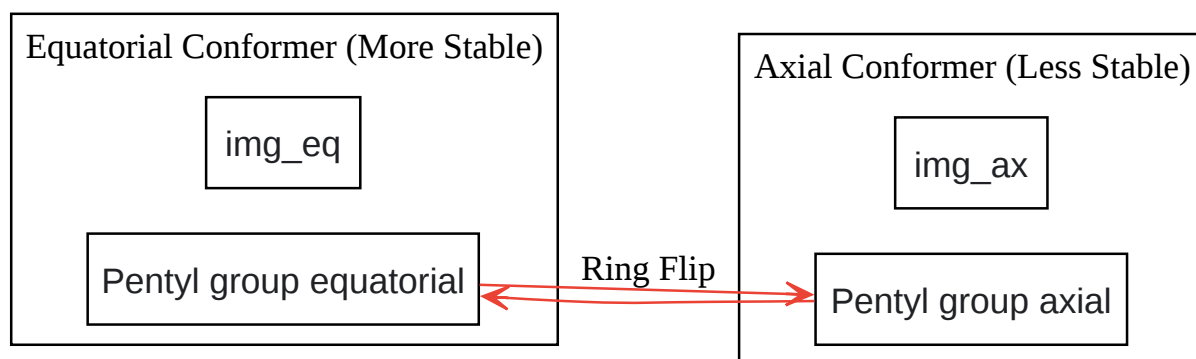 Equatorial Conformer (More Stable)
img_eq
Pentyl group equatorial
Ring Flip
Axial Conformer (Less Stable)
img_ax
Pentyl group axial